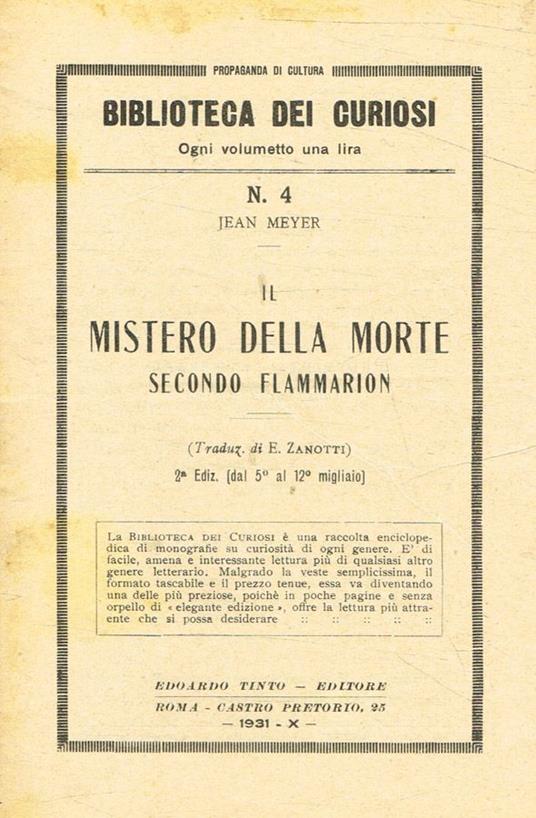 PROPAGANDA DI CULTURA
BIBLIOTECA DEI CURIOSI
Ogni volumetto una lira
N. 4
JEAN MEYER
IL
MISTERO DELLA MORTE
SECONDO FLAMMARION
(Traduz. di E. ZANOTTI)
2ª Ediz. (dal 5º al 12º migliaio)
LA BIBLIOTECA DEI CURIOSI è una raccolta enciclope-
dica di monografie su curiosità di ogni genere. E' di
facile, amena e interessante lettura più di qualsiasi altro
genere letterario. Malgrado la veste semplicissima, il
formato tascabile e il prezzo tenue, essa va diventando
una delle più preziose, poichè in poche pagine e senza
orpello di « elegante edizione », offre la lettura più attra-
ente che si possa desiderare :: :: :: :: ::
EDOARDO TINTO — EDITORE
ROMA - CASTRO PRETORIO, 25
— 1931 - X —